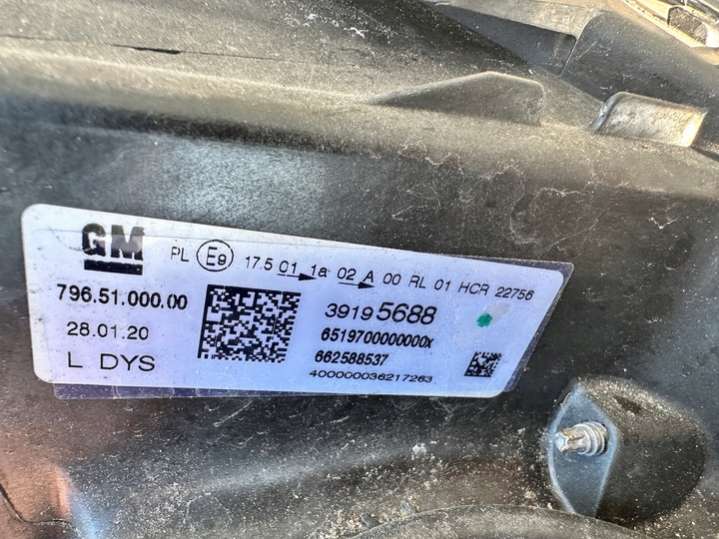 GM
PL E9 17.5 01 1a 02 A 00 RL 01 HCR 22756
796.51.000.00
28.01.20
L DYS
39195688
6519700000000x
662588537
400000036217263